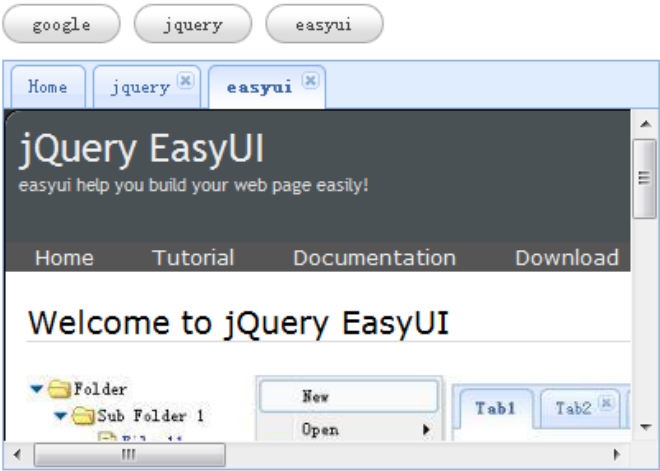 google jquery easyui
Home jquery easyui
jQuery EasyUI
easyui help you build your web page easily!
Home Tutorial Documentation Download
Welcome to jQuery EasyUI
Folder
Sub Folder 1
New
Open
Tab1 Tab2